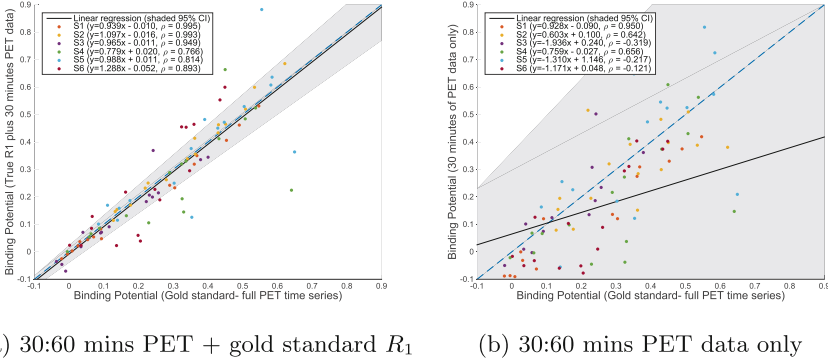 Linear regression (shaded 95% CI)
S1 (y=0.939x - 0.010, ρ = 0.995)
S2 (y=1.097x - 0.016, ρ = 0.993)
S3 (y=0.965x - 0.011, ρ = 0.949)
S4 (y=0.779x + 0.020, ρ = 0.766)
S5 (y=0.988x + 0.011, ρ = 0.814)
S6 (y=1.288x - 0.052, ρ = 0.893)
0.9
0.8
0.7
0.6
0.5
0.4
0.3
0.2
0.1
0
-0.1
Binding Potential (True R1 plus 30 minutes PET data)
-0.1 0 0.1 0.2 0.3 0.4 0.5 0.6 0.7 0.8 0.9
Binding Potential (Gold standard- full PET time series)
) 30:60 mins PET + gold standard R1
Linear regression (shaded 95% CI)
S1 (y=0.928x - 0.090, ρ = 0.950)
S2 (y=0.603x + 0.100, ρ = 0.642)
S3 (y=-1.936x + 0.240, ρ = -0.319)
S4 (y=0.759x - 0.027, ρ = 0.656)
S5 (y=-1.310x + 1.146, ρ = -0.217)
S6 (y=-1.171x + 0.048, ρ = -0.121)
0.9
0.8
0.7
0.6
0.5
0.4
0.3
0.2
0.1
0
-0.1
Binding Potential (30 minutes of PET data only)
-0.1 0 0.1 0.2 0.3 0.4 0.5 0.6 0.7 0.8 0.9
Binding Potential (Gold standard- full PET time series)
(b) 30:60 mins PET data only